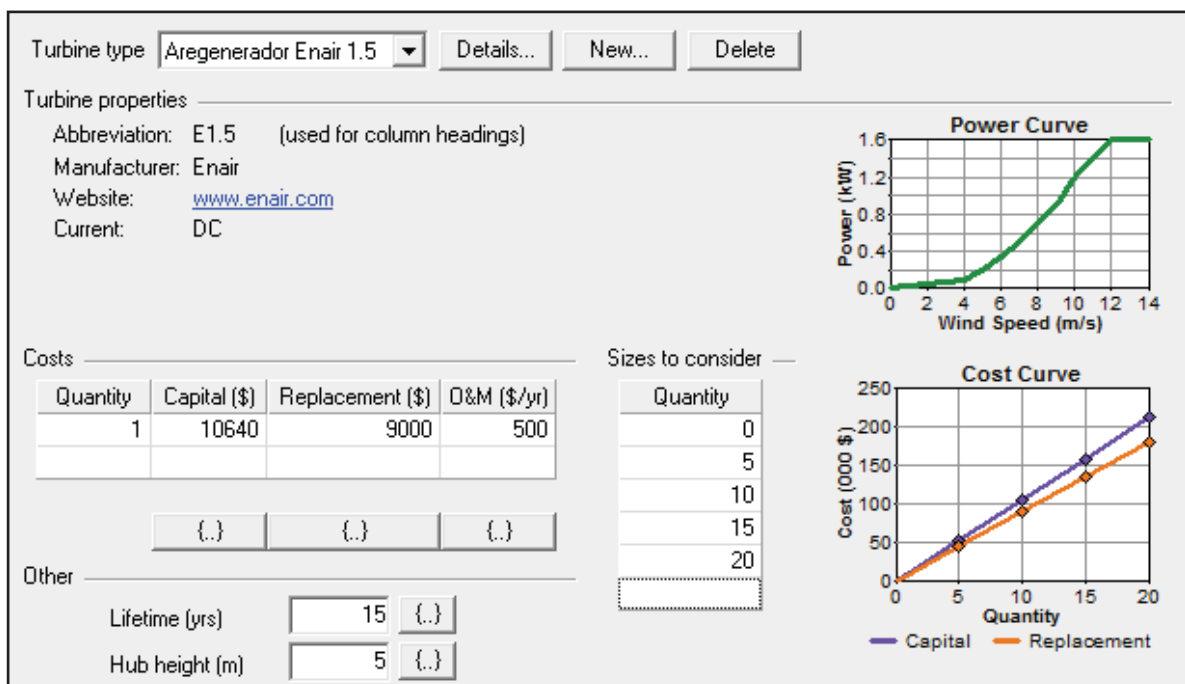 Turbine type Aregenerador Enair 1.5 Details... New... Delete
Turbine properties
Abbreviation: E1.5 (used for column headings)
Manufacturer: Enair
Website: www.enair.com
Current: DC
Power Curve
Power (kW)
1.6
1.2
0.8
0.4
0.0
0 2 4 6 8 10 12 14
Wind Speed (m/s)
Costs
Quantity Capital ($) Replacement ($) O&M ($/yr)
1 10640 9000 500
{..} {..} {..}
Sizes to consider
Quantity
0
5
10
15
20
Cost Curve
Cost (000 $)
250
200
150
100
50
0
0 5 10 15 20
Quantity
Capital Replacement
Other
Lifetime (yrs) 15 {..}
Hub height (m) 5 {..}